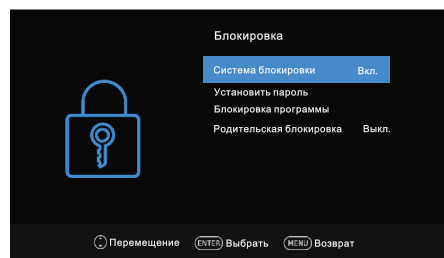 Блокировка
Система блокировки Вкл.
Установить пароль
Блокировка программы
Родительская блокировка Выкл.
Перемещение ENTER Выбрать MENU Возврат